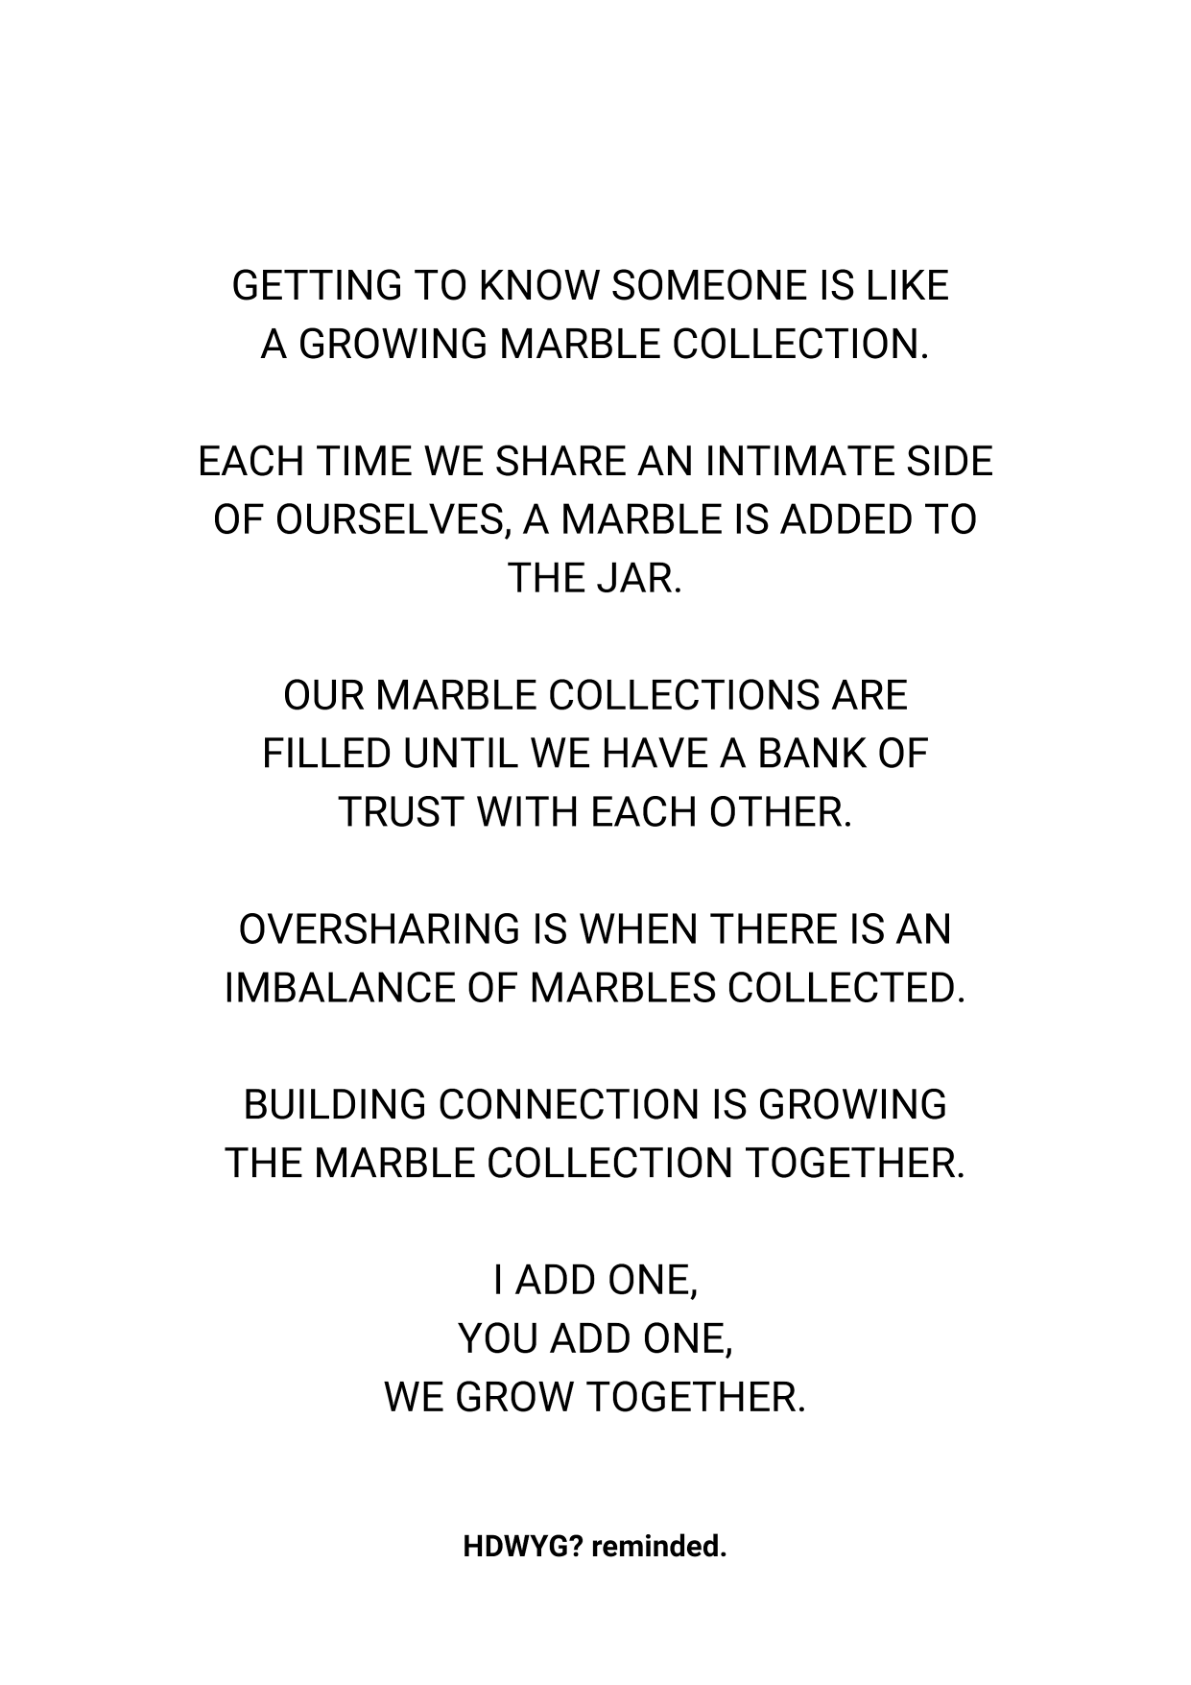 GETTING TO KNOW SOMEONE IS LIKE
A GROWING MARBLE COLLECTION.
EACH TIME WE SHARE AN INTIMATE SIDE
OF OURSELVES, A MARBLE IS ADDED TO
THE JAR.
OUR MARBLE COLLECTIONS ARE
FILLED UNTIL WE HAVE A BANK OF
TRUST WITH EACH OTHER.
OVERSHARING IS WHEN THERE IS AN
IMBALANCE OF MARBLES COLLECTED.
BUILDING CONNECTION IS GROWING
THE MARBLE COLLECTION TOGETHER.
I ADD ONE,
YOU ADD ONE,
WE GROW TOGETHER.
HDWYG? reminded.